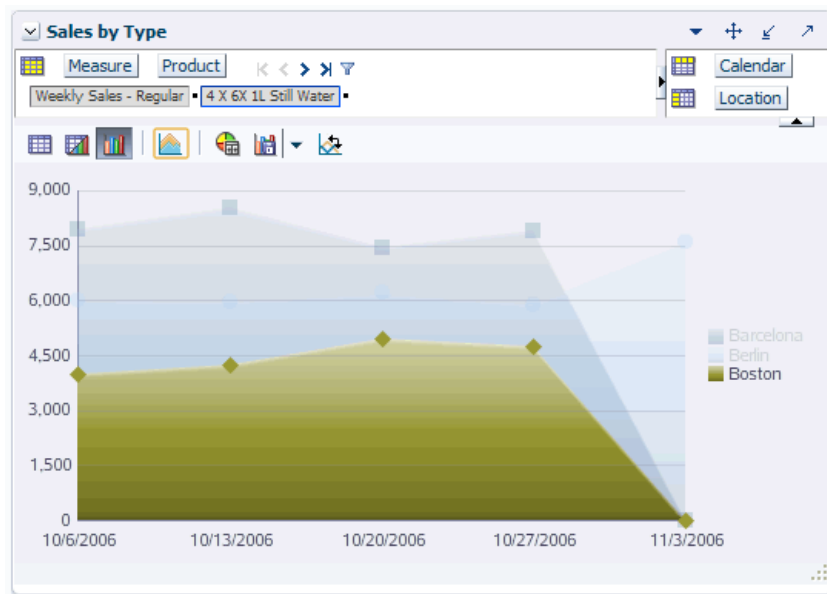 Sales by Type
Measure Product
Calendar
Weekly Sales - Regular 4 X 6X 1L Still Water
Location
9,000
7,500
6,000
4,500
3,000
1,500
0
10/6/2006 10/13/2006 10/20/2006 10/27/2006 11/3/2006
Barcelona
Berlin
Boston